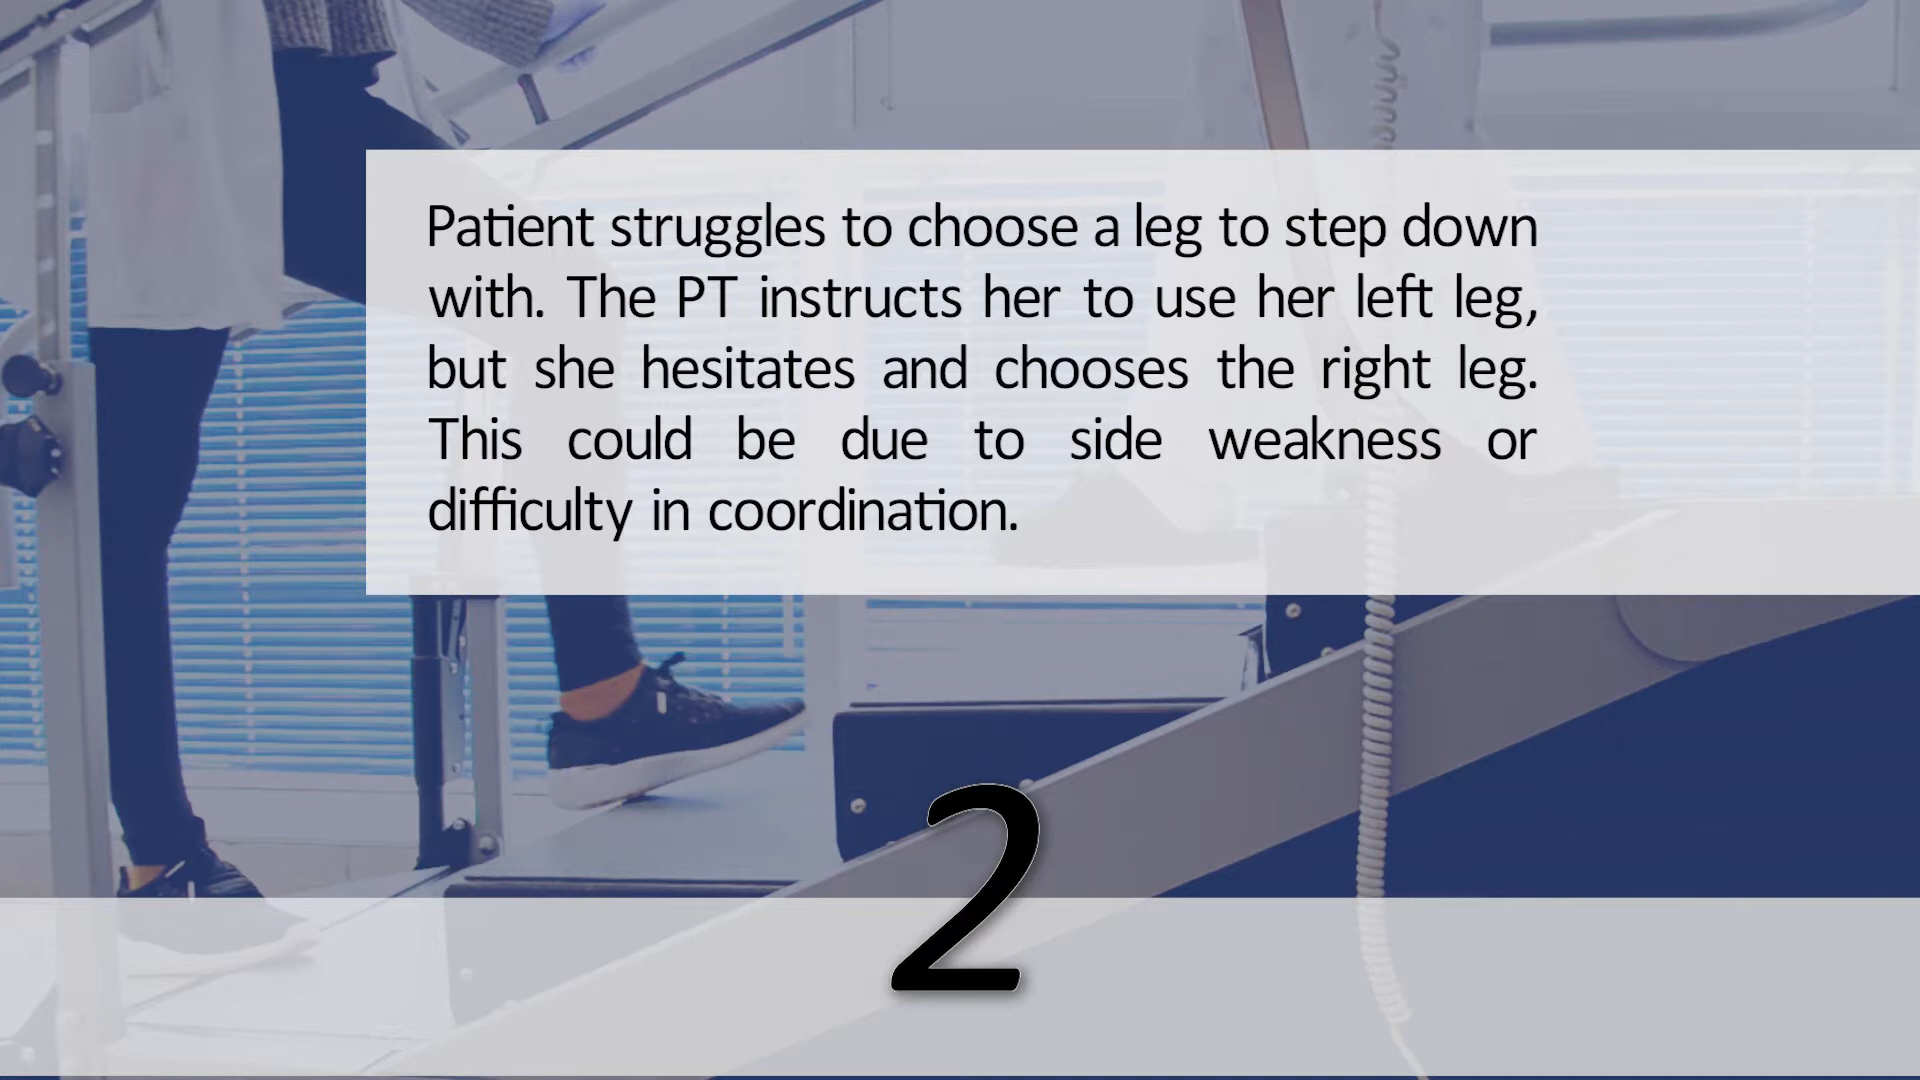 Patient struggles to choose a leg to step down
with. The PT instructs her to use her left leg,
but she hesitates and chooses the right leg.
This could be due to side weakness or
difficulty in coordination.
2